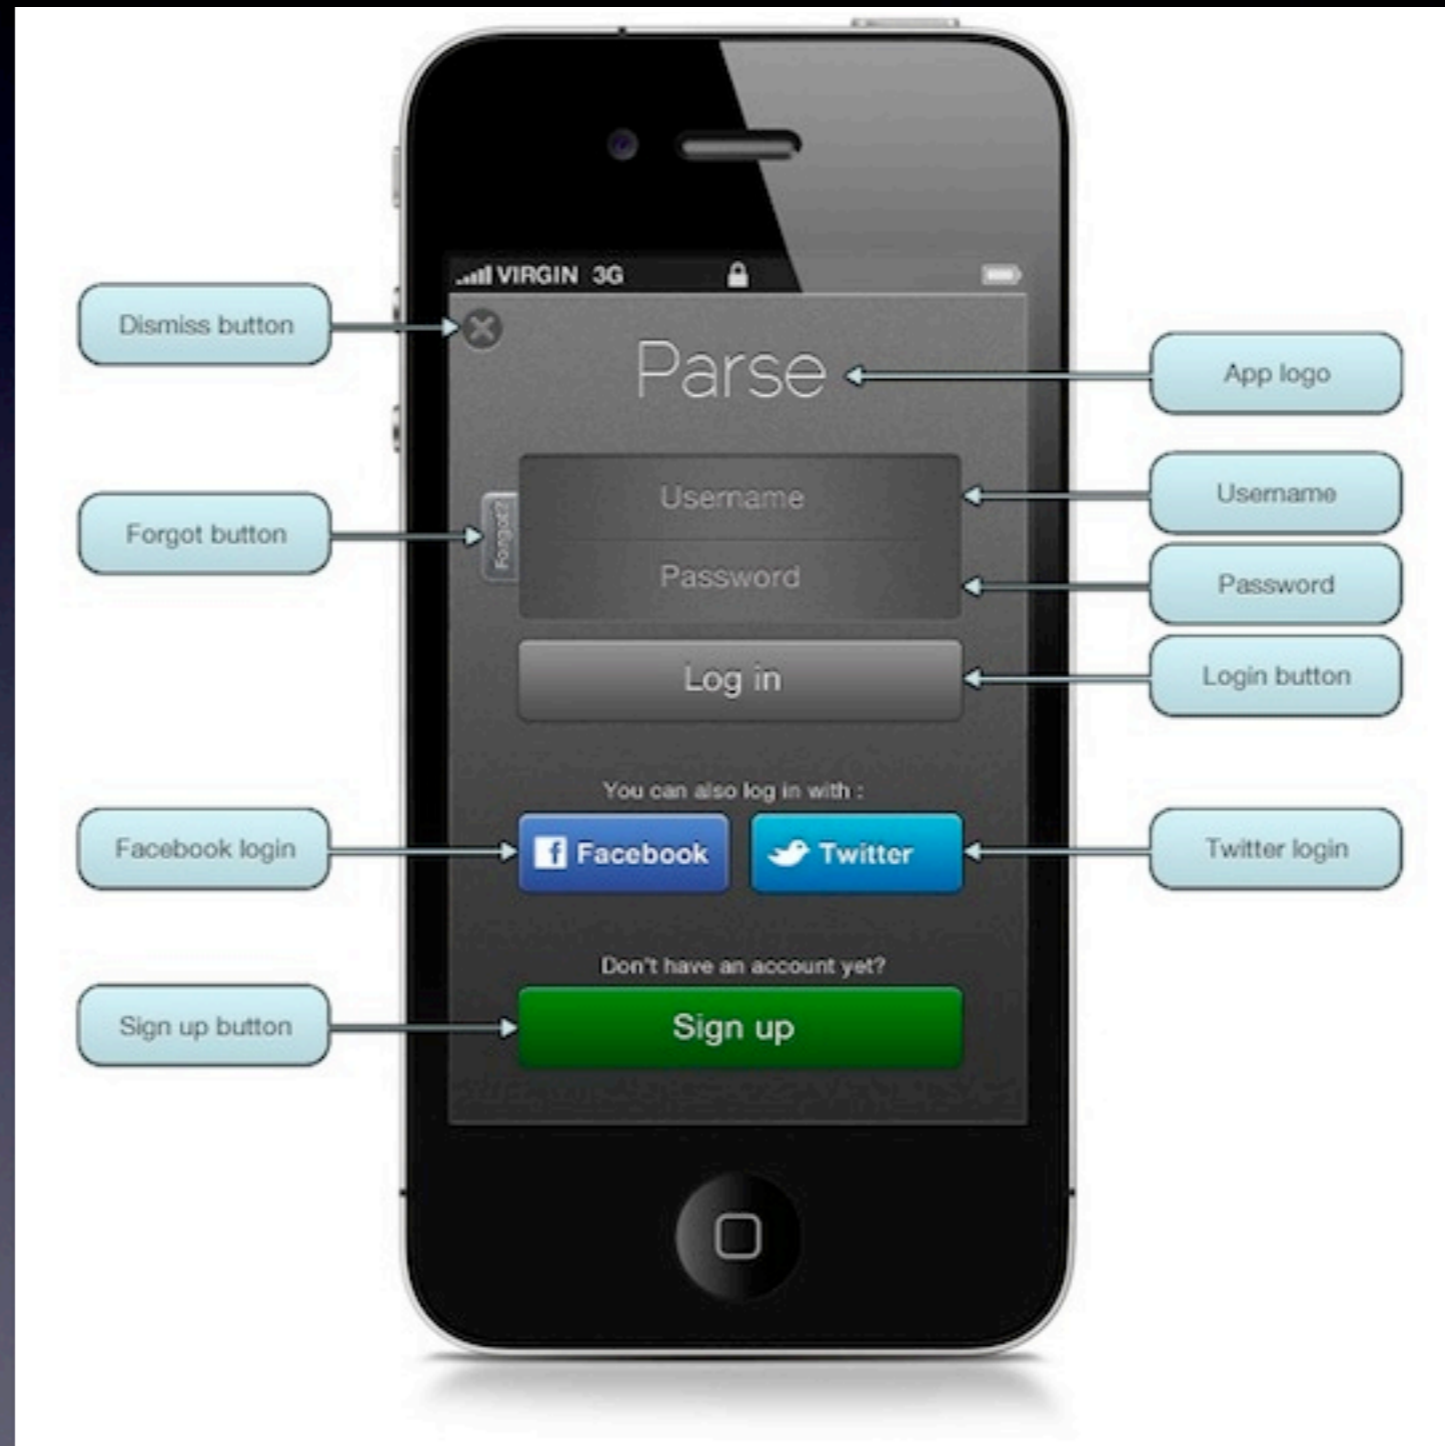 VIRGIN 3G
Dismiss button
Parse
App logo
Username
Username
Forgot button
Forgot?
Password
Password
Log in
Login button
You can also log in with :
Facebook login
f Facebook
Twitter
Twitter login
Don't have an account yet?
Sign up button
Sign up